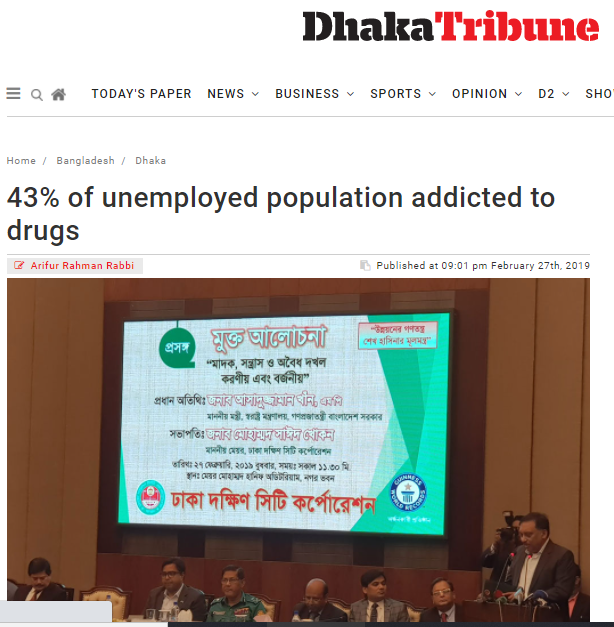 DhakaTribune
TODAY'S PAPER NEWS BUSINESS SPORTS OPINION D2 SHO
Home / Bangladesh / Dhaka
43% of unemployed population addicted to
drugs
Arifur Rahman Rabbi
Published at 09:01 pm February 27th, 2019
প্রসঙ্গ
মুক্ত আলোচনা
“উন্নয়নের গণতন্ত্র
শেখ হাসিনার মূলমন্ত্র”
“মাদক, সন্ত্রাস ও অবৈধ দখল
করণীয় এবং বর্জনীয়”
প্রধান অতিথিঃ জনাব আসাদুজ্জামান খাঁন, এমপি
মাননীয় মন্ত্রী, স্বরাষ্ট্র মন্ত্রণালয়, গণপ্রজাতন্ত্রী বাংলাদেশ সরকার
সভাপতিঃ জনাব মোহাম্মদ সাঈদ খোকন
মাননীয় মেয়র, ঢাকা দক্ষিণ সিটি কর্পোরেশন
তারিখঃ ২৭ ফেব্রুয়ারি, ২০১৯ বুধবার, সময়ঃ সকাল ১১.৩০ মি.
স্থানঃ মেয়র মোহাম্মদ হানিফ অডিটরিয়াম, নগর ভবন
ঢাকা দক্ষিণ সিটি কর্পোরেশন
GUINNESS
WORLD RECORDS